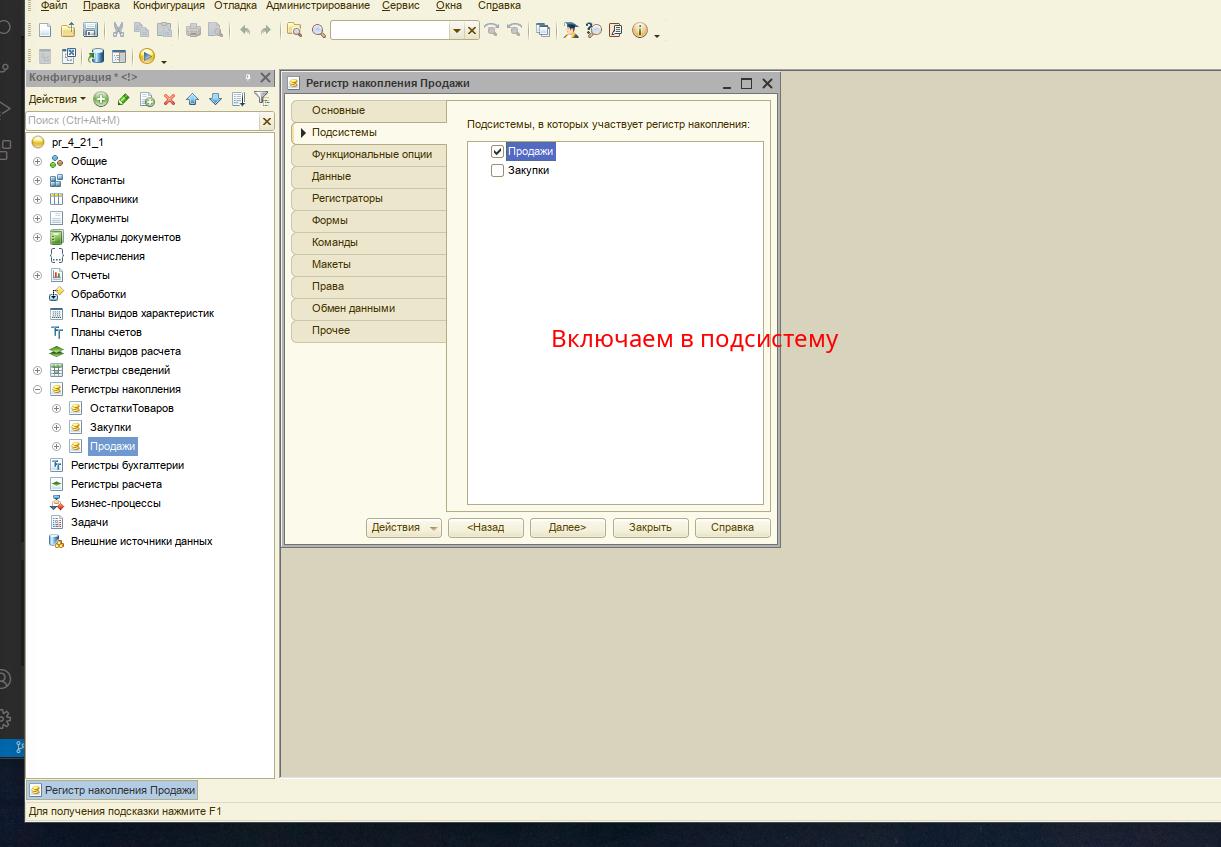 Файл Правка Конфигурация Отладка Администрирование Сервис Окна Справка
Конфигурация * <!>
Действия
Поиск (Ctrl+Alt+M)
pr_4_21_1
Общие
Константы
Справочники
Документы
Журналы документов
Перечисления
Отчеты
Обработки
Планы видов характеристик
Планы счетов
Планы видов расчета
Регистры сведений
Регистры накопления
ОстаткиТоваров
Закупки
Продажи
Регистры бухгалтерии
Регистры расчета
Бизнес-процессы
Задачи
Внешние источники данных
Регистр накопления Продажи
Основные
Подсистемы
Функциональные опции
Данные
Регистраторы
Формы
Команды
Макеты
Права
Обмен данными
Прочее
Подсистемы, в которых участвует регистр накопления:
Продажи
Закупки
Включаем в подсистему
Действия <Назад Далее> Закрыть Справка
Регистр накопления Продажи
Для получения подсказки нажмите F1